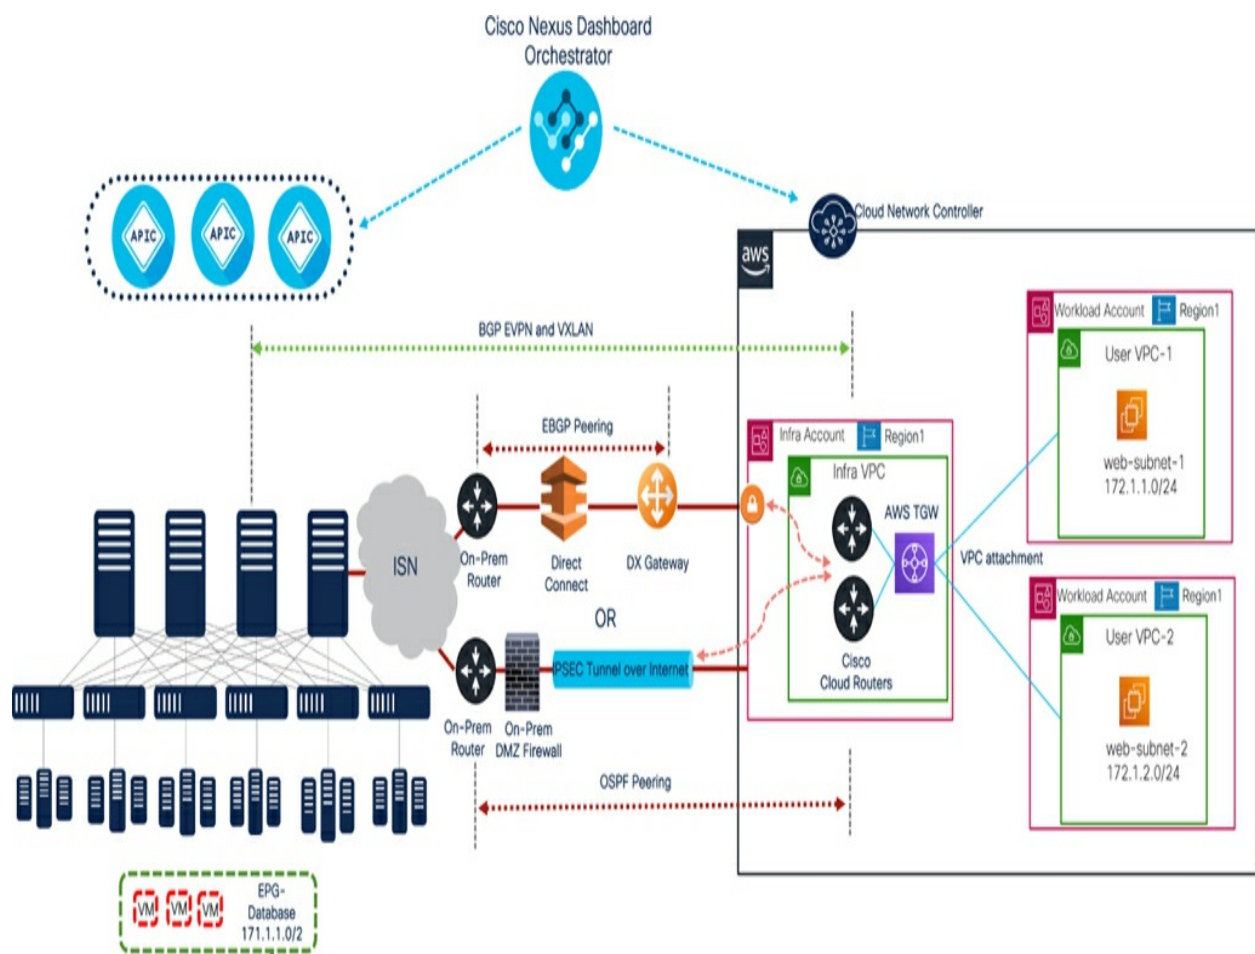 Cisco Nexus Dashboard
Orchestrator
APIC
APIC
APIC
Cloud Network Controller
aws
BGP EVPN and VXLAN
EBGP Peering
ISN
On-Prem
Router
Direct
Connect
DX Gateway
OR
On-Prem
Router
On-Prem
DMZ Firewall
IPSEC Tunnel over Internet
OSPF Peering
Infra Account
Region1
Infra VPC
AWS TGW
Cisco
Cloud Routers
VPC attachment
Workload Account
Region1
User VPC-1
web-subnet-1
172.1.1.0/24
Workload Account
Region1
User VPC-2
web-subnet-2
172.1.2.0/24
VM
VM
VM
EPG-
Database
171.1.1.0/2